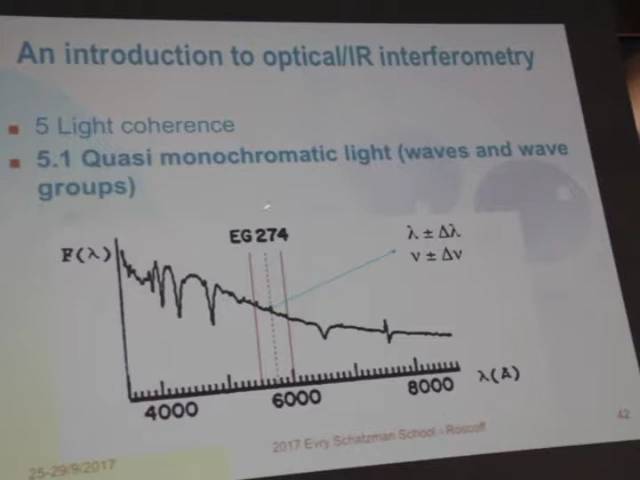 An introduction to optical/IR interferometry
5 Light coherence
5.1 Quasi monochromatic light (waves and wave
groups)
EG 274
λ ± Δλ
ν ± Δν
F(λ)
4000
6000
8000
λ(Å)
2017 Evry Schatzman School - Roscoff
42
25-29/9/2017